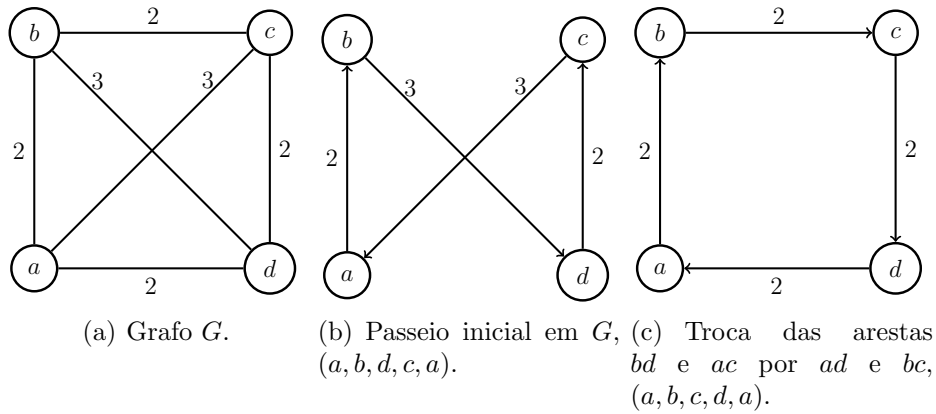 b 2 c
3 3
2 2
a 2 d
b c
3 3
2 2
a d
b 2 c
2 2
a 2 d
(a) Grafo G.
(b) Passeio inicial em G,
(a, b, d, c, a).
(c) Troca das arestas
bd e ac por ad e bc,
(a, b, c, d, a).